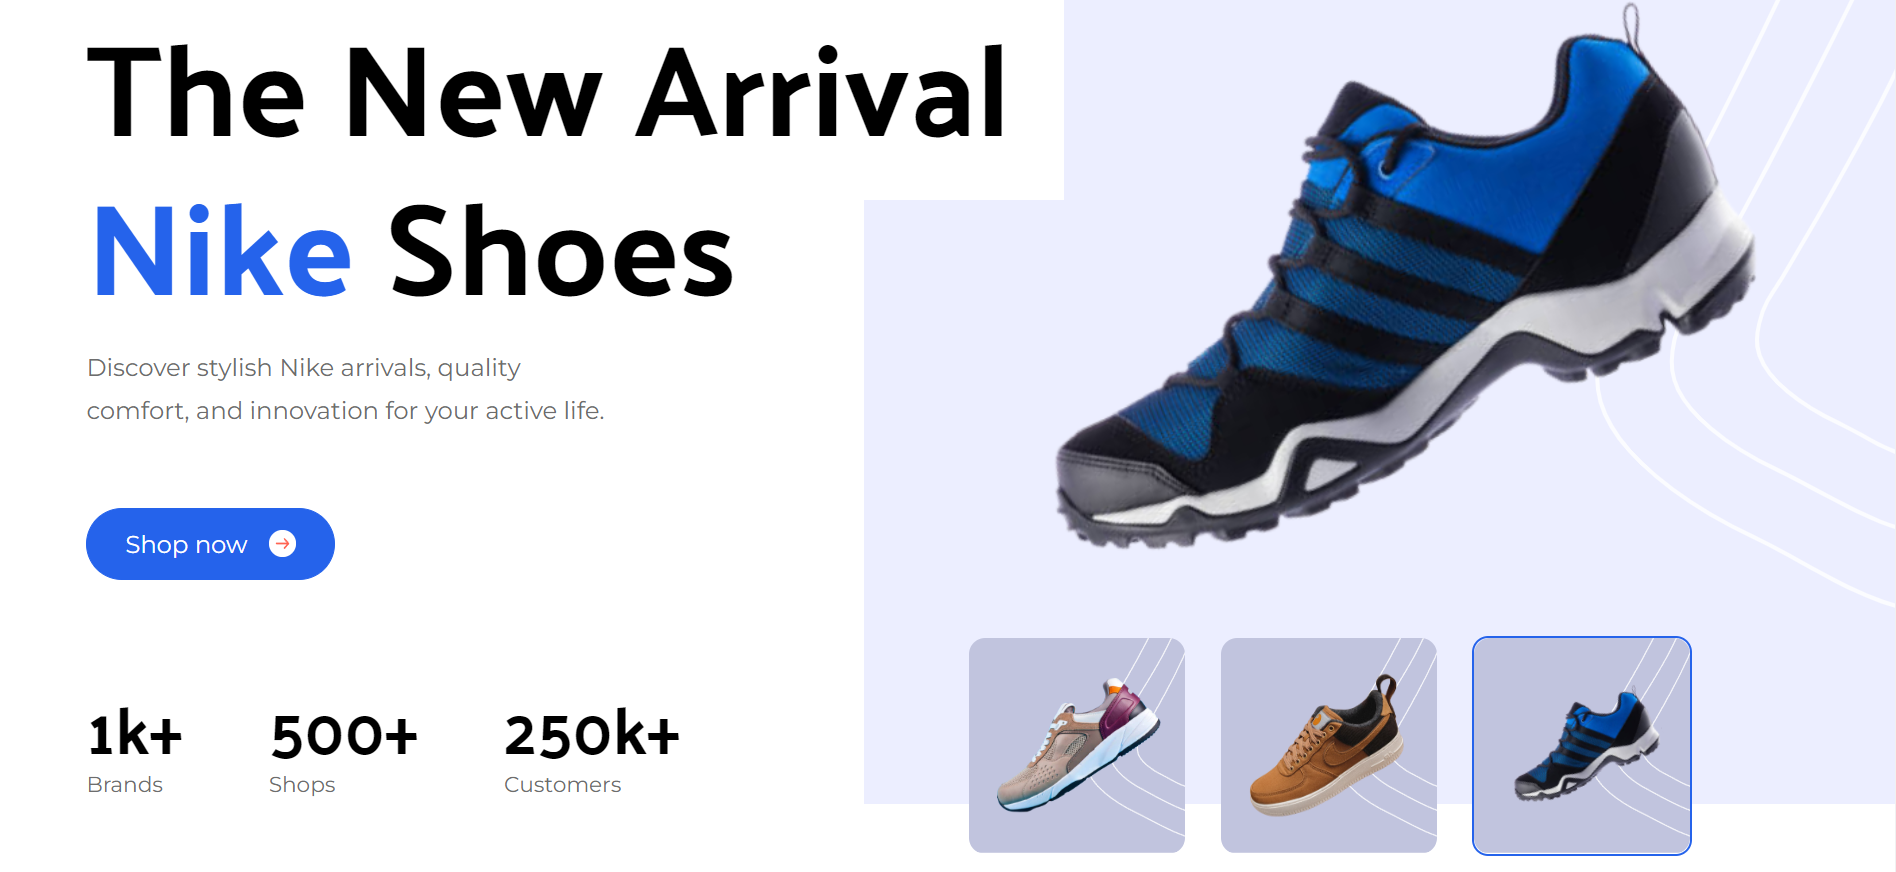 The New Arrival
Nike Shoes
Discover stylish Nike arrivals, quality
comfort, and innovation for your active life.
Shop now
1k+ 500+ 250k+
Brands Shops Customers